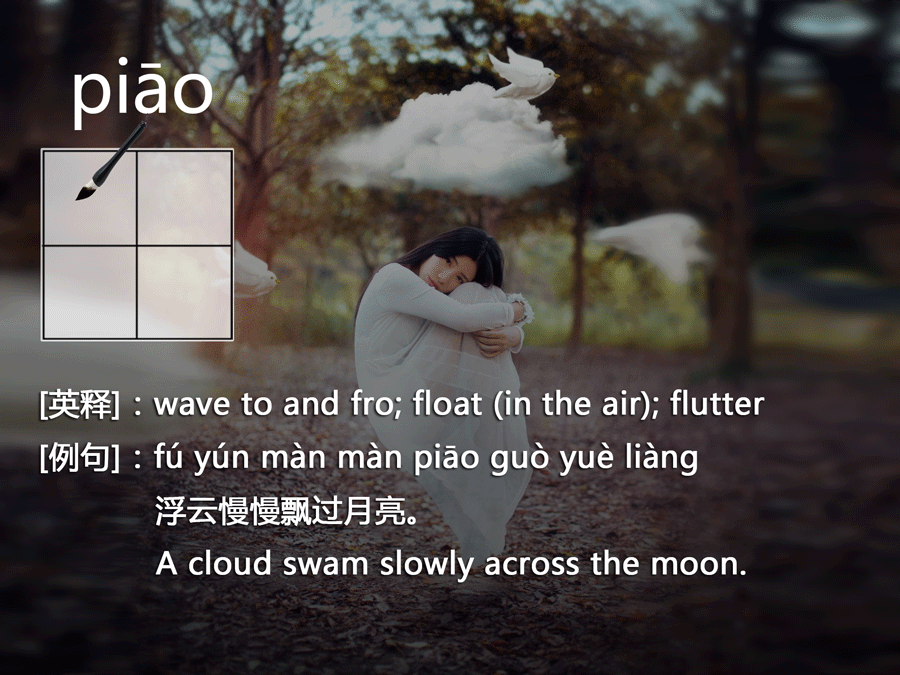 piāo
[英释]：wave to and fro; float (in the air); flutter
[例句]：fú yún màn màn piāo guò yuè liàng
浮云慢慢飘过月亮。
A cloud swam slowly across the moon.